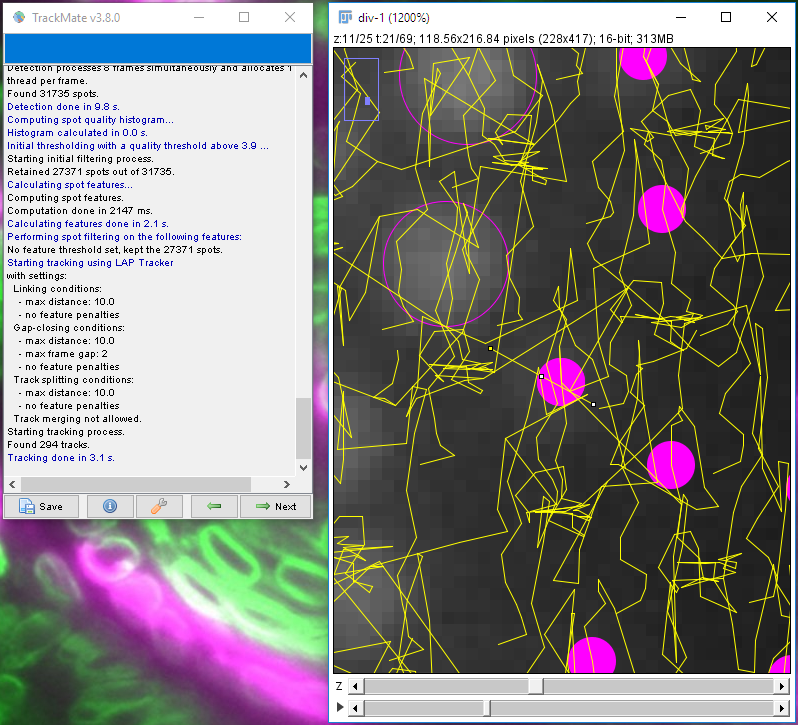 TrackMate v3.8.0
Detection processes 8 frames simultaneously and allocates 1
thread per frame.
Found 31735 spots.
Detection done in 9.8 s.
Computing spot quality histogram...
Histogram calculated in 0.0 s.
Initial thresholding with a quality threshold above 3.9 ...
Starting initial filtering process.
Retained 27371 spots out of 31735.
Calculating spot features...
Computing spot features.
Computation done in 2147 ms.
Calculating features done in 2.1 s.
Performing spot filtering on the following features:
No feature threshold set, kept the 27371 spots.
Starting tracking using LAP Tracker
with settings:
Linking conditions:
- max distance: 10.0
- no feature penalties
Gap-closing conditions:
- max distance: 10.0
- max frame gap: 2
- no feature penalties
Track splitting conditions:
- max distance: 10.0
- no feature penalties
Track merging not allowed.
Starting tracking process.
Found 294 tracks.
Tracking done in 3.1 s.
Save
Next
div-1 (1200%)
z:11/25 t:21/69; 118.56x216.84 pixels (228x417); 16-bit; 313MB
z